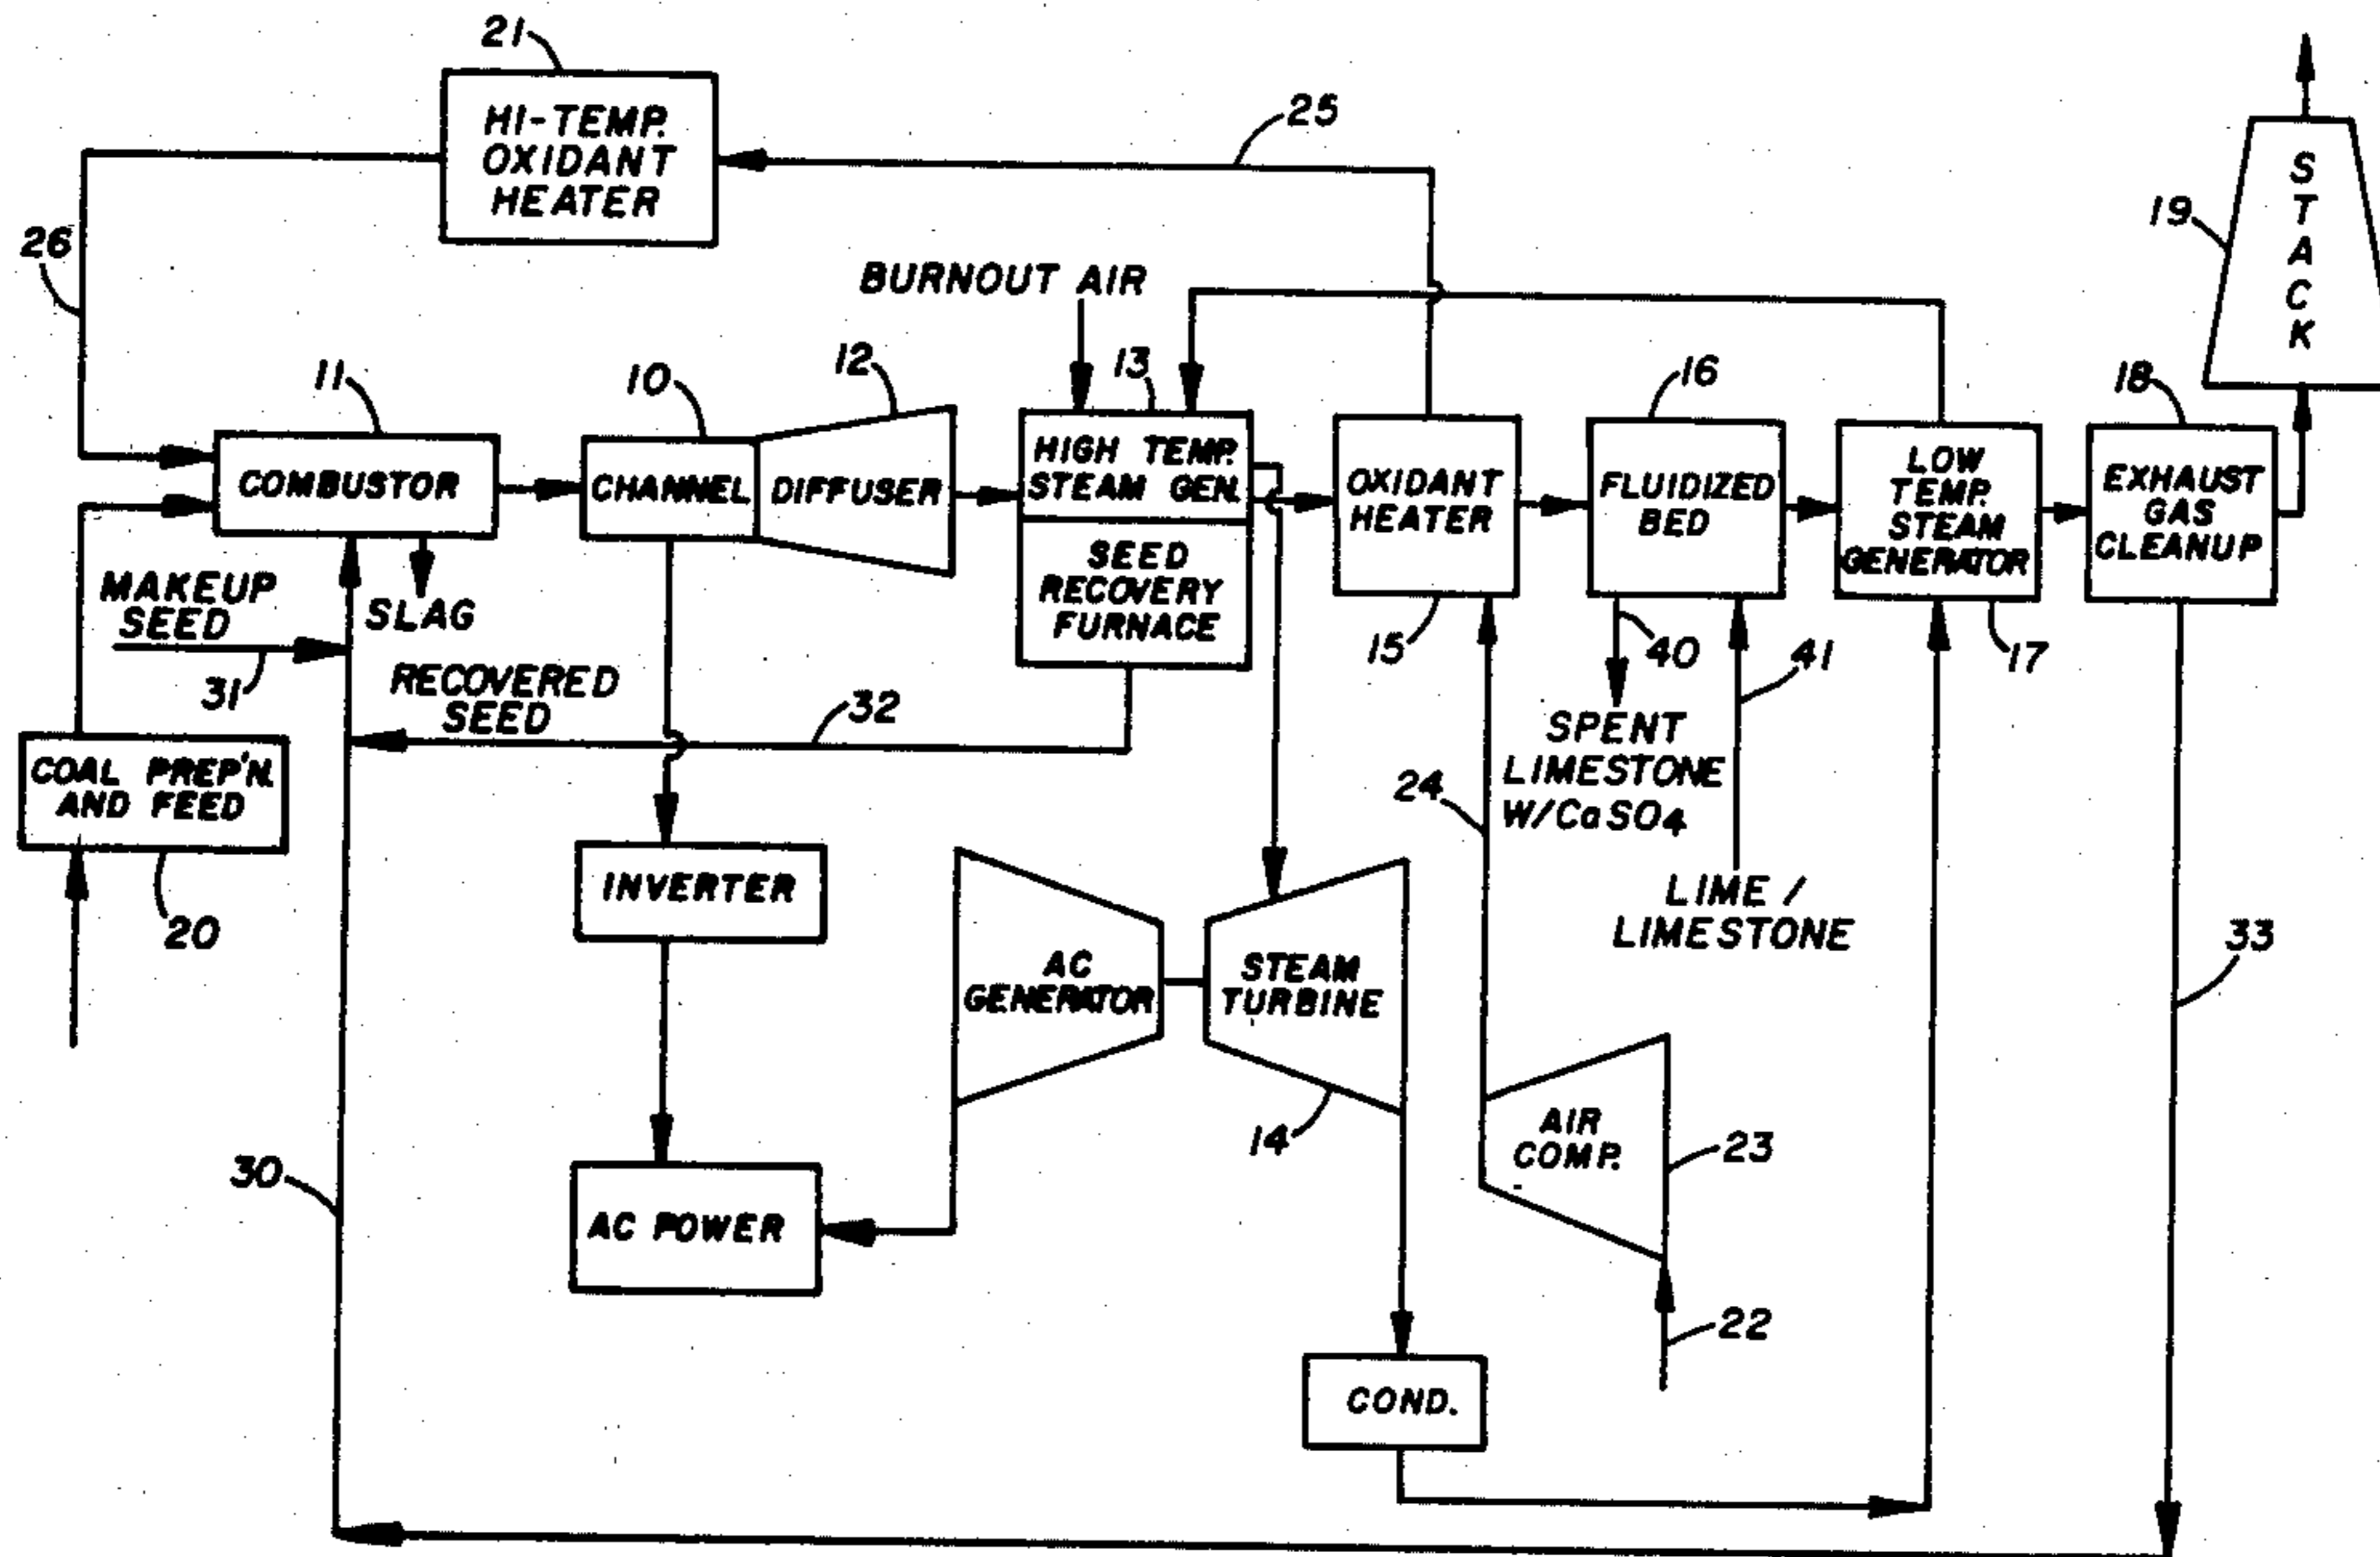 21
HI-TEMP.
OXIDANT
HEATER
25
26
BURNOUT AIR
19
S
T
A
C
K
11
COMBUSTOR
10
CHANNEL
12
DIFFUSER
13
HIGH TEMP.
STEAM GEN.
SEED
RECOVERY
FURNACE
OXIDANT
HEATER
15
16
FLUIDIZED
BED
LOW
TEMP.
STEAM
GENERATOR
17
18
EXHAUST
GAS
CLEANUP
MAKEUP
SEED
31
SLAG
RECOVERED
SEED
32
40
41
SPENT
LIMESTONE
W/CaSO4
LIME /
LIMESTONE
COAL PREP'N.
AND FEED
20
24
33
INVERTER
AC
GENERATOR
STEAM
TURBINE
14
AIR
COMP.
23
22
30
AC POWER
COND.